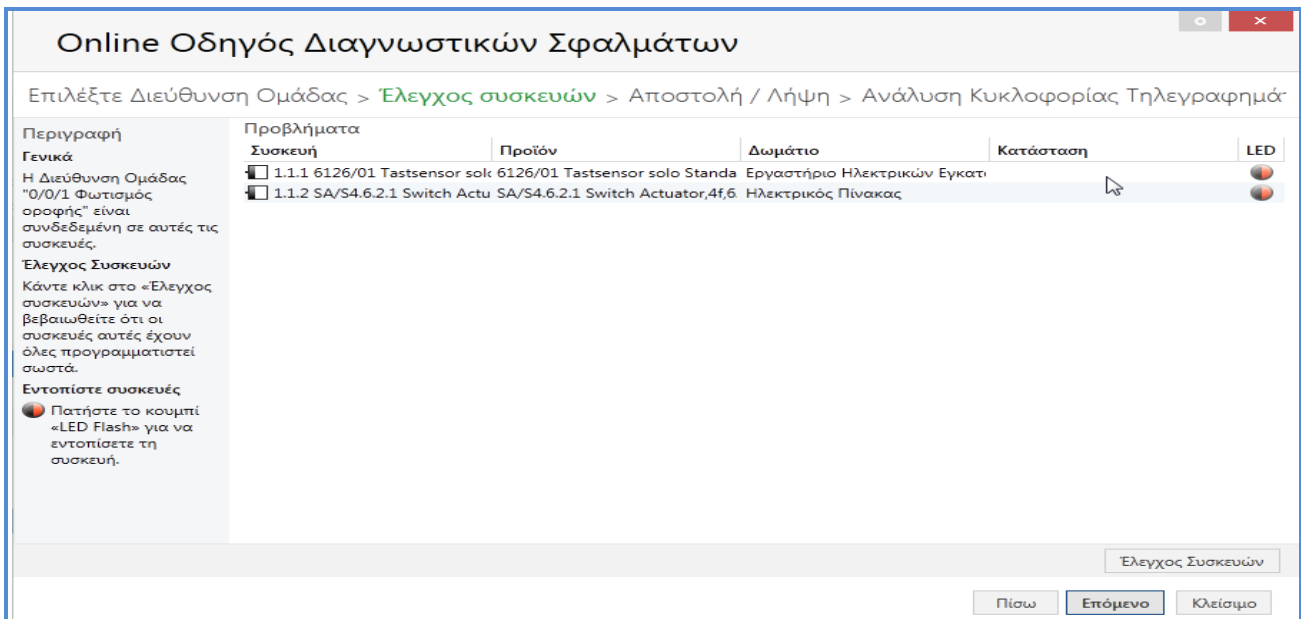 Online Οδηγός Διαγνωστικών Σφαλμάτων
Επιλέξτε Διεύθυνση Ομάδας > Έλεγχος συσκευών > Αποστολή / Λήψη > Ανάλυση Κυκλοφορίας Τηλεγραφημά
Περιγραφή
Γενικά
Η Διεύθυνση Ομάδας
"0/0/1 Φωτισμός
οροφής" είναι
συνδεδεμένη σε αυτές τις
συσκευές.
Έλεγχος Συσκευών
Κάντε κλικ στο «Έλεγχος
συσκευών» για να
βεβαιωθείτε ότι οι
συσκευές αυτές έχουν
όλες προγραμματιστεί
σωστά.
Εντοπίστε συσκευές
Πατήστε το κουμπί
«LED Flash» για να
εντοπίσετε τη
συσκευή.
Προβλήματα
Συσκευή Προϊόν Δωμάτιο Κατάσταση LED
1.1.1 6126/01 Tastsensor solo 6126/01 Tastsensor solo Standa Εργαστήριο Ηλεκτρικών Εγκατ
1.1.2 SA/S4.6.2.1 Switch Actu SA/S4.6.2.1 Switch Actuator,4f,6. Ηλεκτρικός Πίνακας
Έλεγχος Συσκευών
Πίσω Επόμενο Κλείσιμο